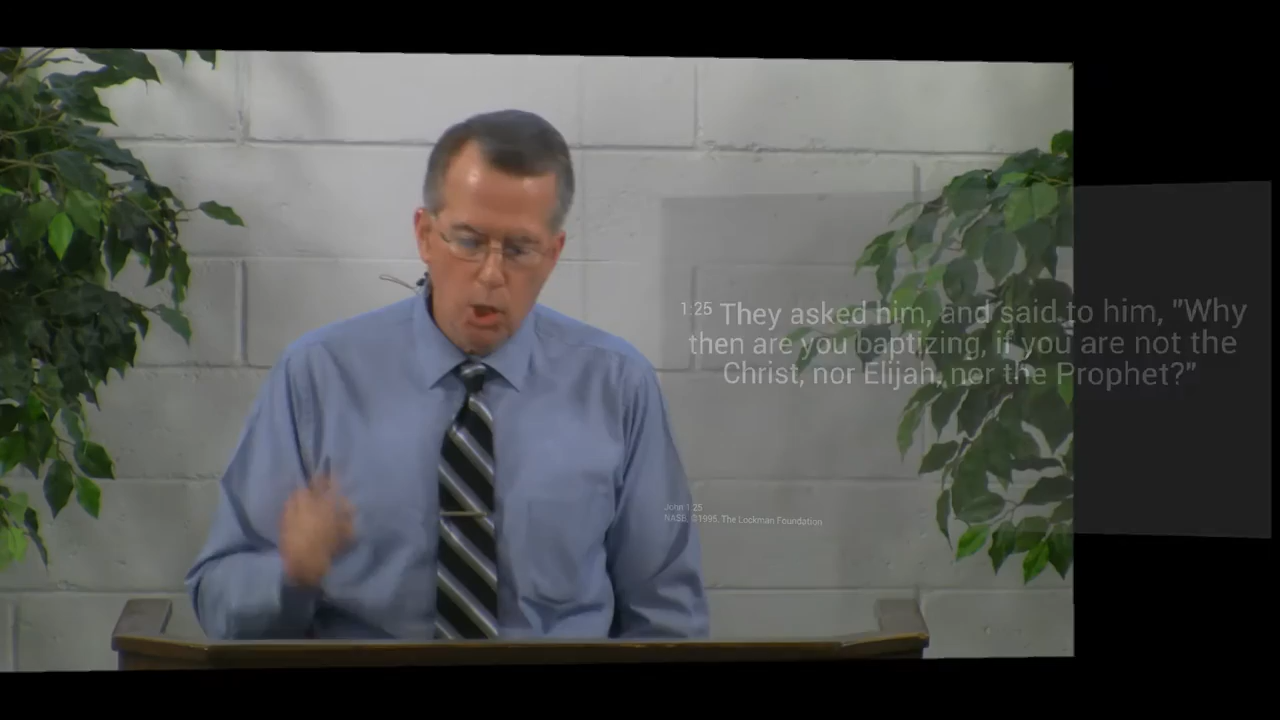 1:25 They asked him, and said to him, "Why
then are you baptizing, if you are not the
Christ, nor Elijah, nor the Prophet?”
John 1:25
NASB, ©1995, The Lockman Foundation